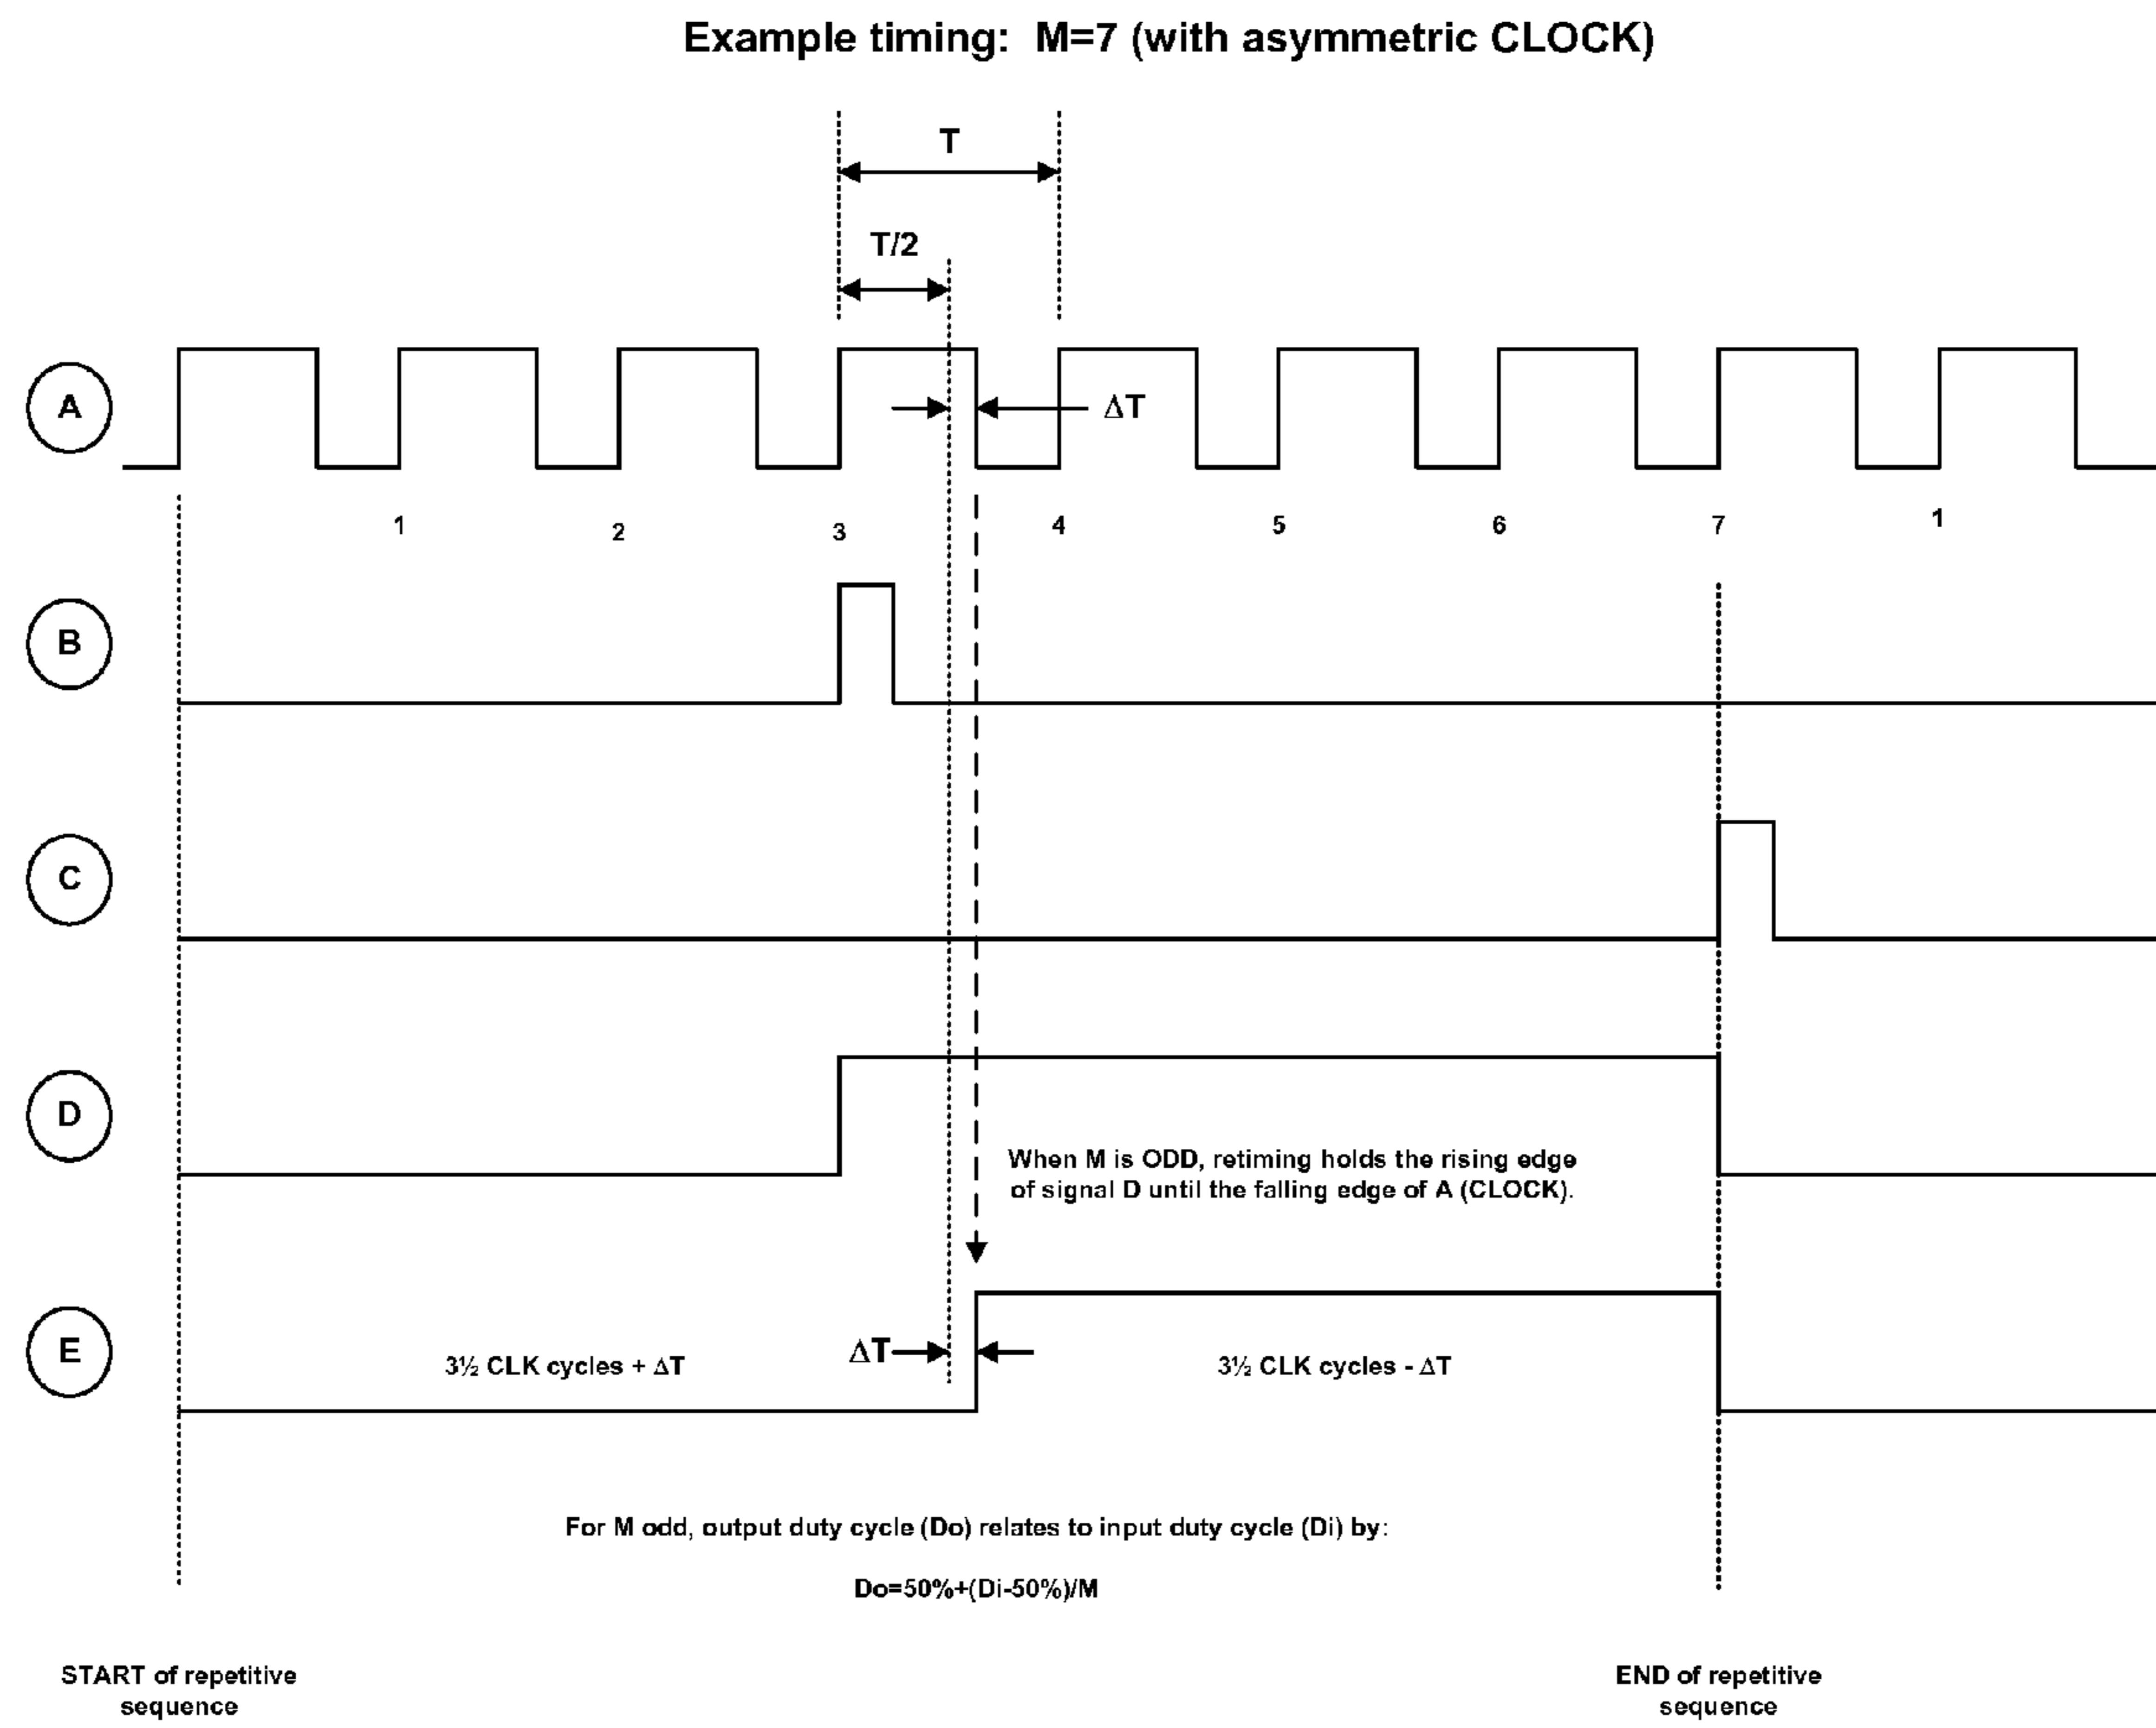 Example timing:  M=7 (with asymmetric CLOCK)
T
T/2
A
ΔT
1
2
3
4
5
6
7
1
B
C
D
When M is ODD, retiming holds the rising edge
of signal D until the falling edge of A (CLOCK).
E
3½ CLK cycles + ΔT
ΔT
3½ CLK cycles - ΔT
For M odd, output duty cycle (Do) relates to input duty cycle (Di) by:
Do=50%+(Di-50%)/M
START of repetitive
sequence
END of repetitive
sequence